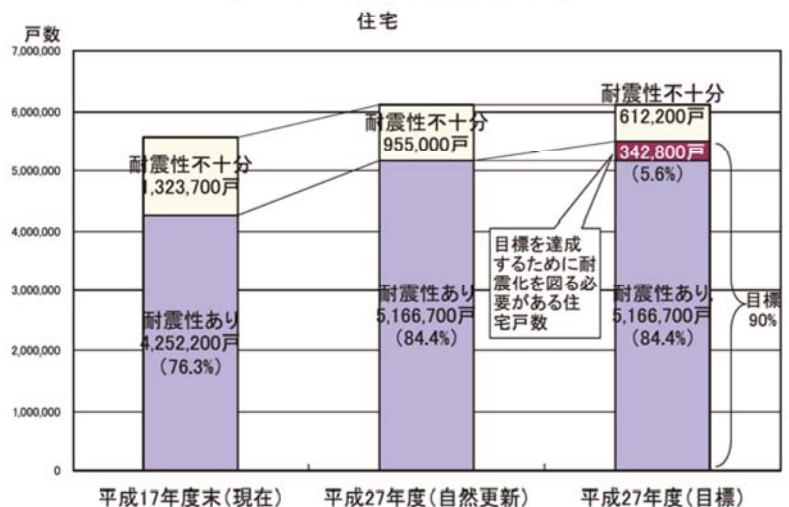 住宅
戸数
7,000,000
6,000,000
5,000,000
4,000,000
3,000,000
2,000,000
1,000,000
0
耐震性不十分
1,323,700戸
耐震性あり
4,252,200戸
(76.3%)
耐震性不十分
955,000戸
耐震性あり
5,166,700戸
(84.4%)
耐震性不十分
612,200戸
342,800戸
(5.6%)
目標を達成
するために耐
震化を図る必
要がある住
宅戸数
耐震性あり
5,166,700戸
(84.4%)
目標
90%
平成17年度末(現在)
平成27年度(自然更新)
平成27年度(目標)